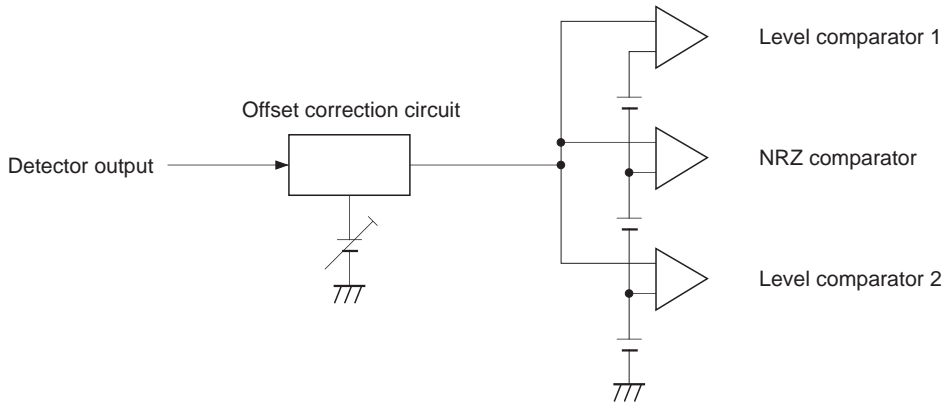 Level comparator 1
Offset correction circuit
Detector output
NRZ comparator
Level comparator 2